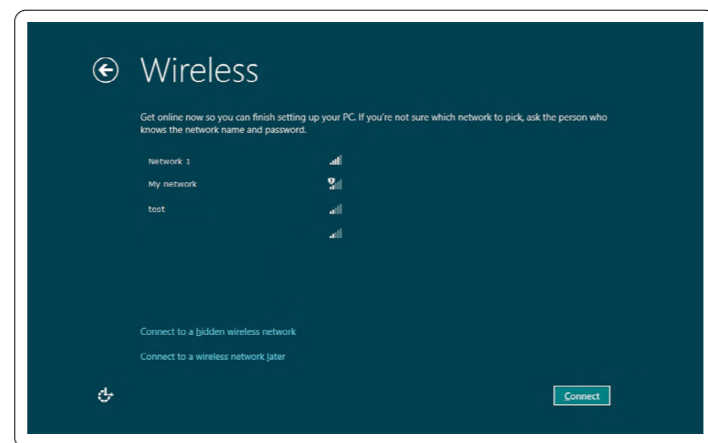 Wireless
Get online now so you can finish setting up your PC. If you're not sure which network to pick, ask the person who
knows the network name and password.
Network 1
My network
test
Connect to a hidden wireless network
Connect to a wireless network later
Connect